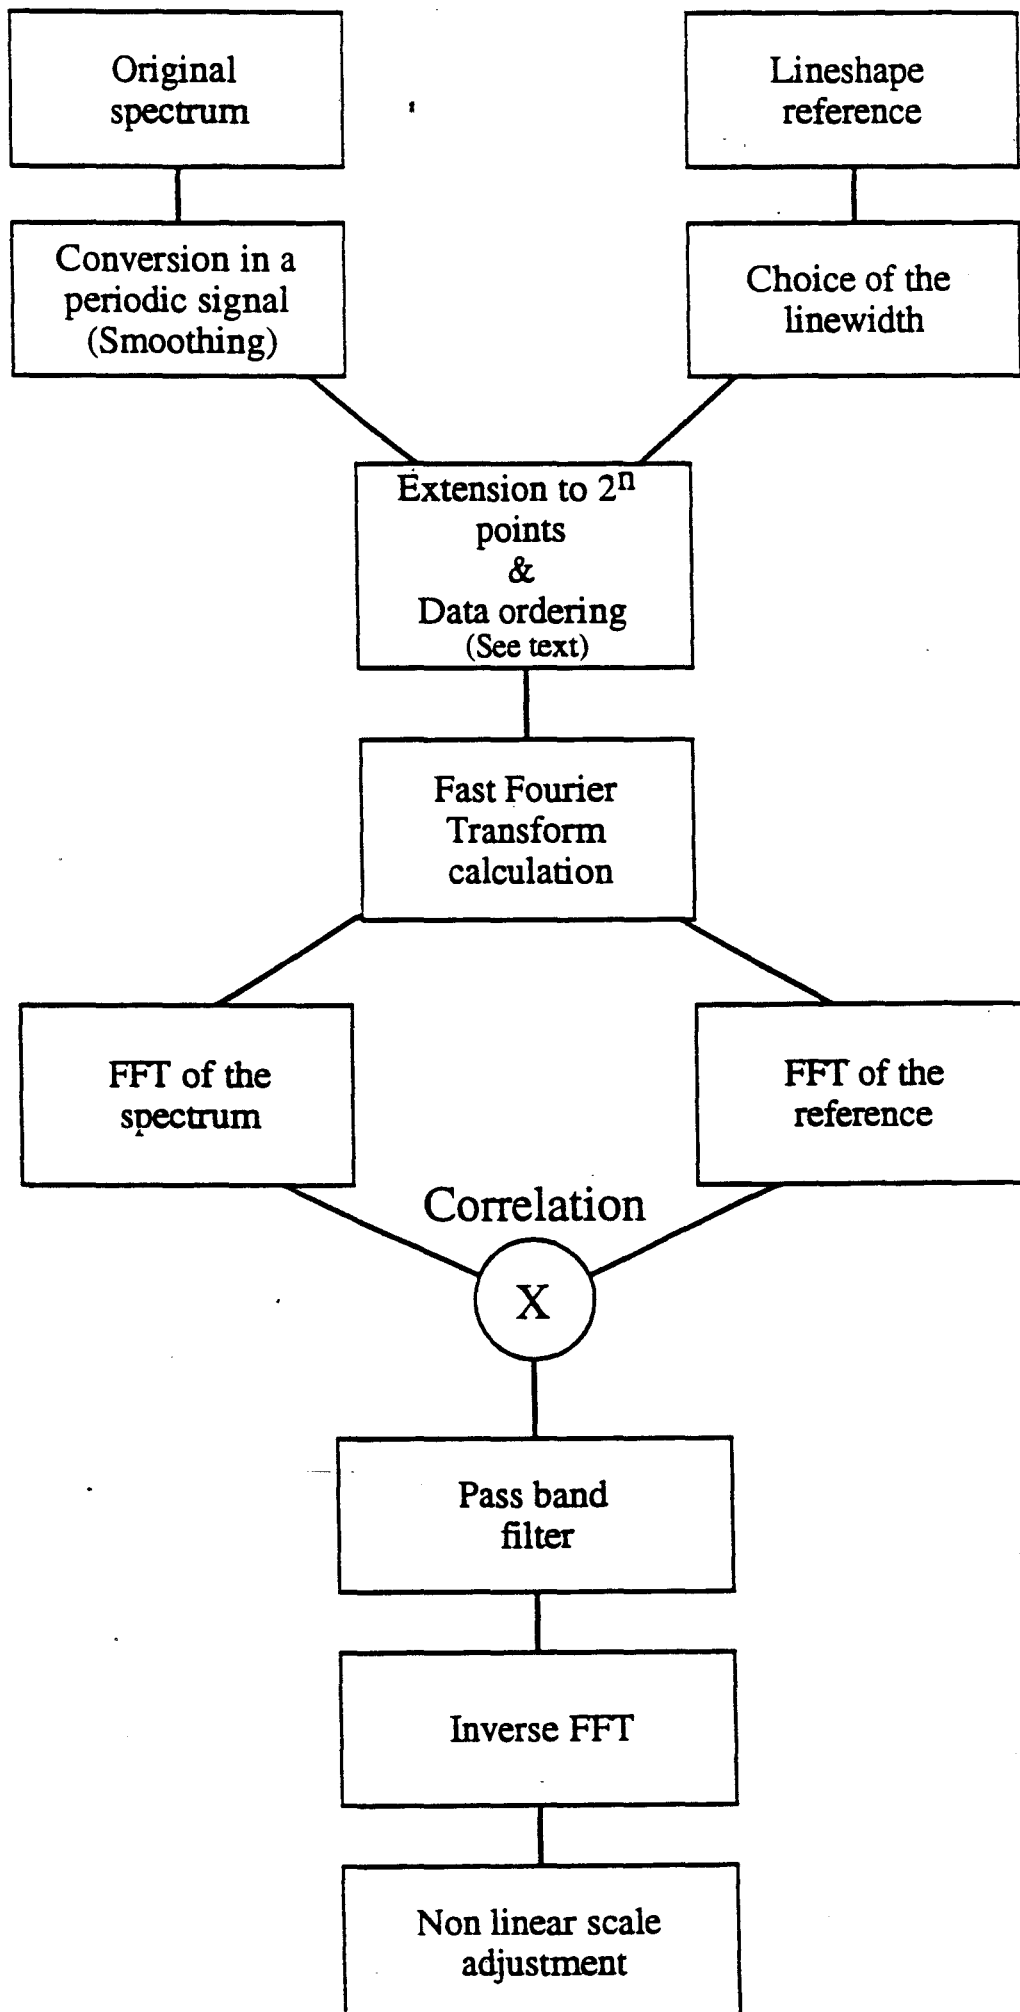 Original
spectrum
Lineshape
reference
Conversion in a
periodic signal
(Smoothing)
Choice of the
linewidth
Extension to 2ⁿ
points
&
Data ordering
(See text)
Fast Fourier
Transform
calculation
FFT of the
spectrum
FFT of the
reference
Correlation
X
Pass band
filter
Inverse FFT
Non linear scale
adjustment